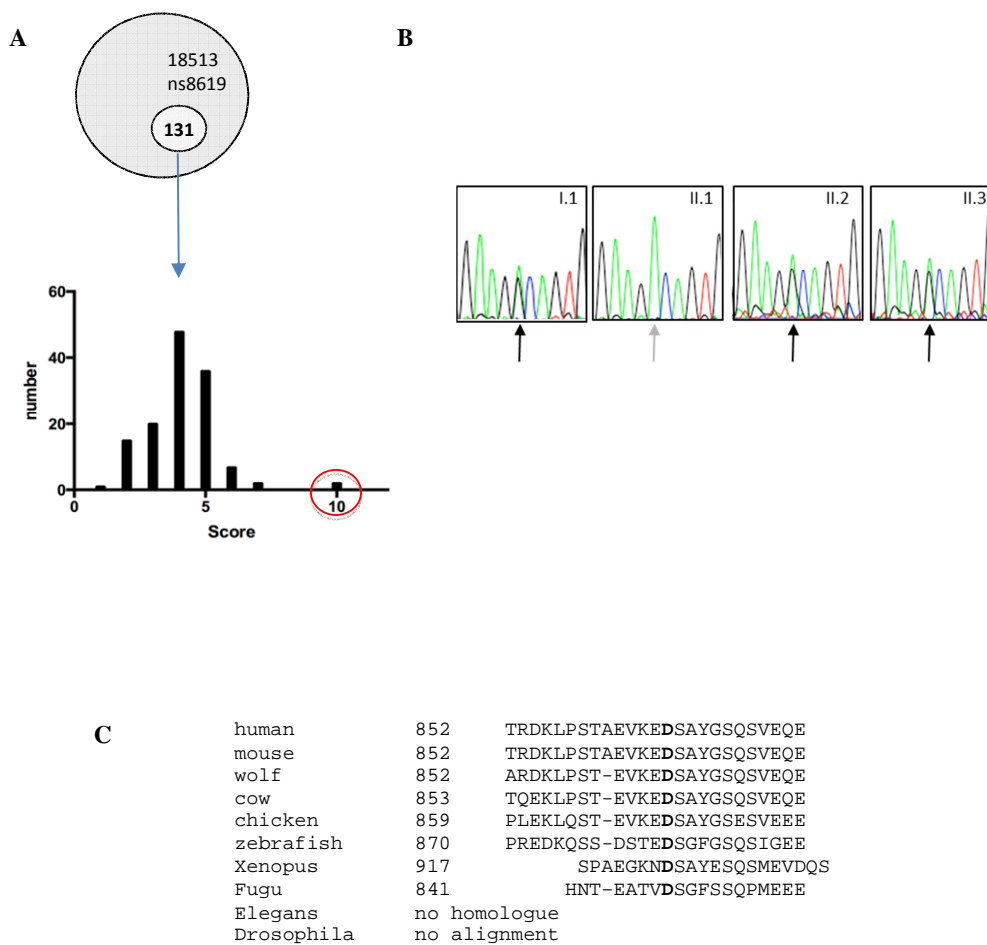 A
B
18513
ns8619
131
I.1
II.1
II.2
II.3
60
40
20
0
number
0
5
10
Score
C
human 852 TRDKLPSTAEVKEDSAYGSQSVEQE
mouse 852 TRDKLPSTAEVKEDSAYGSQSVEQE
wolf 852 ARDKLPST-EVKEDSAYGSQSVEQE
cow 853 TQEKLPST-EVKEDSAYGSQSVEQE
chicken 859 PLEKLQST-EVKEDSAYGSESVEEE
zebrafish 870 PREDKQSS-DSTEDSGFGSQSIGEE
Xenopus 917 SPAEGKNDSAYESQSMEVDQS
Fugu 841 HNT-EATVDSGFSSQPMEEE
Elegans no homologue
Drosophila no alignment